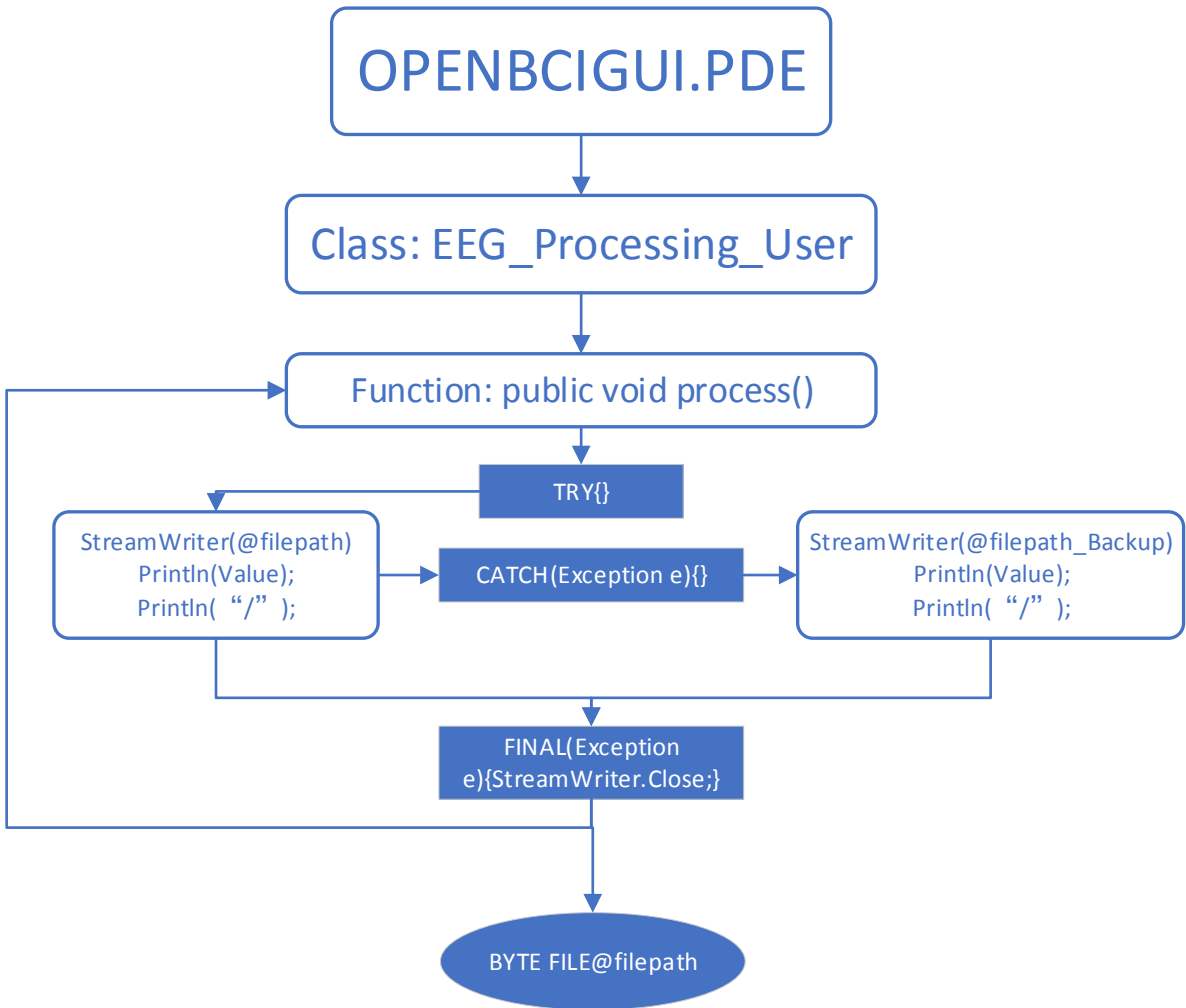 OPENBCIGUI.PDE
Class: EEG_Processing_User
Function: public void process()
TRY{}
StreamWriter(@filepath)
Println(Value);
Println( “/” );
CATCH(Exception e){}
StreamWriter(@filepath_Backup)
Println(Value);
Println( “/” );
FINAL(Exception
e){StreamWriter.Close;}
BYTE FILE@filepath